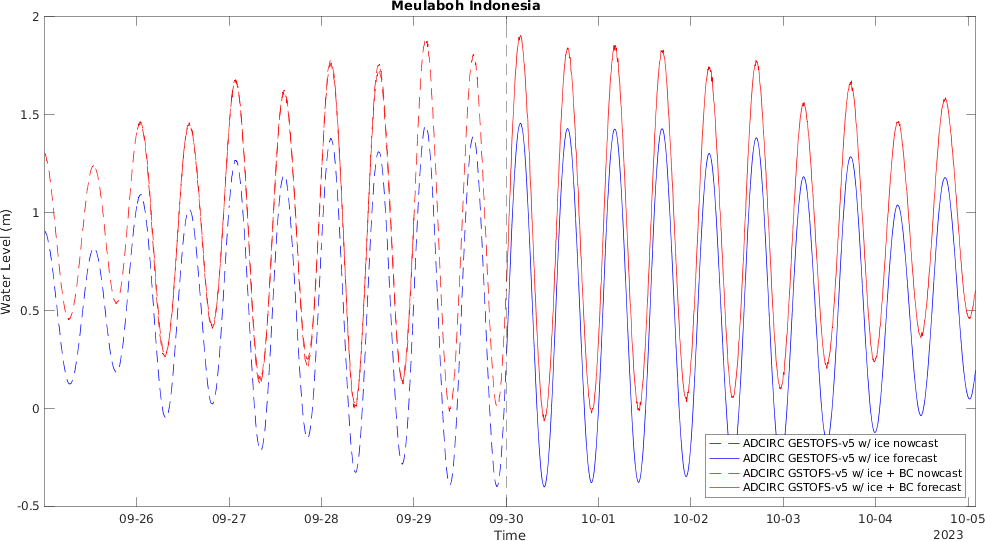 Meulaboh Indonesia
2
1.5
1
0.5
0
-0.5
Water Level (m)
ADCIRC GESTOFS-v5 w/ ice nowcast
ADCIRC GESTOFS-v5 w/ ice forecast
ADCIRC GSTOFS-v5 w/ ice + BC nowcast
ADCIRC GSTOFS-v5 w/ ice + BC forecast
09-26 09-27 09-28 09-29 09-30 10-01 10-02 10-03 10-04 10-05
Time
2023